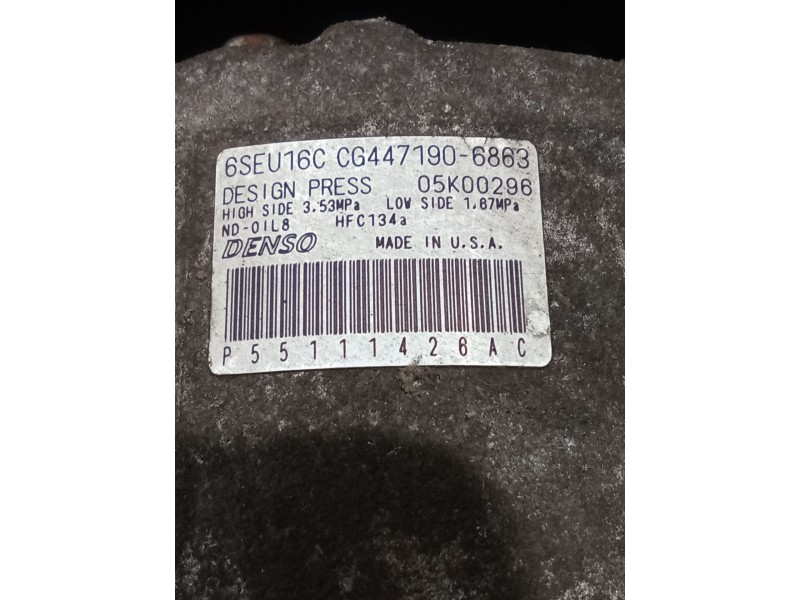 6SEU16C CG447190-6863
DESIGN PRESS 05K00296
HIGH SIDE 3.53MPa LOW SIDE 1.67MPa
ND-OIL8 HFC134a
DENSO MADE IN U.S.A.
P55111426AC